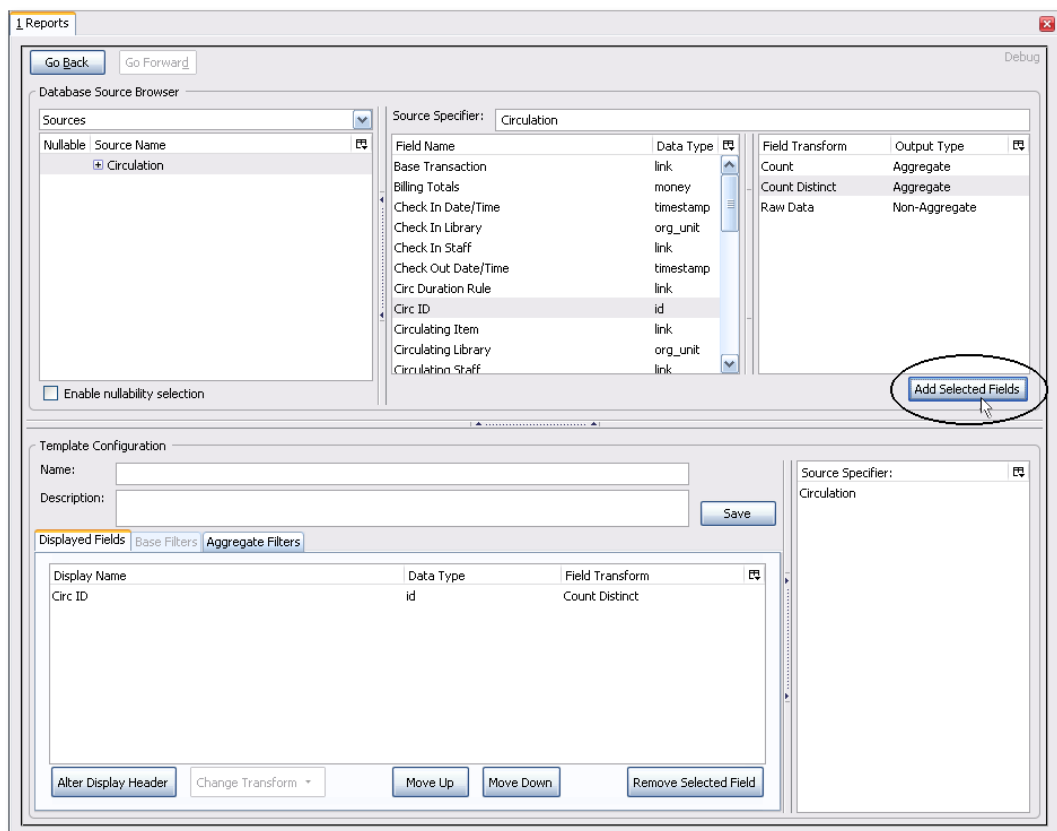 1 Reports
Go Back Go Forward Debug
Database Source Browser
Sources
Nullable Source Name
Circulation
Enable nullability selection
Source Specifier: Circulation
Field Name Data Type
Base Transaction link
Billing Totals money
Check In Date/Time timestamp
Check In Library org_unit
Check In Staff link
Check Out Date/Time timestamp
Circ Duration Rule link
Circ ID id
Circulating Item link
Circulating Library org_unit
Circulating Staff link
Field Transform Output Type
Count Aggregate
Count Distinct Aggregate
Raw Data Non-Aggregate
Add Selected Fields
Template Configuration
Name:
Description:
Save
Displayed Fields Base Filters Aggregate Filters
Display Name Data Type Field Transform
Circ ID id Count Distinct
Alter Display Header Change Transform Move Up Move Down Remove Selected Field
Source Specifier:
Circulation